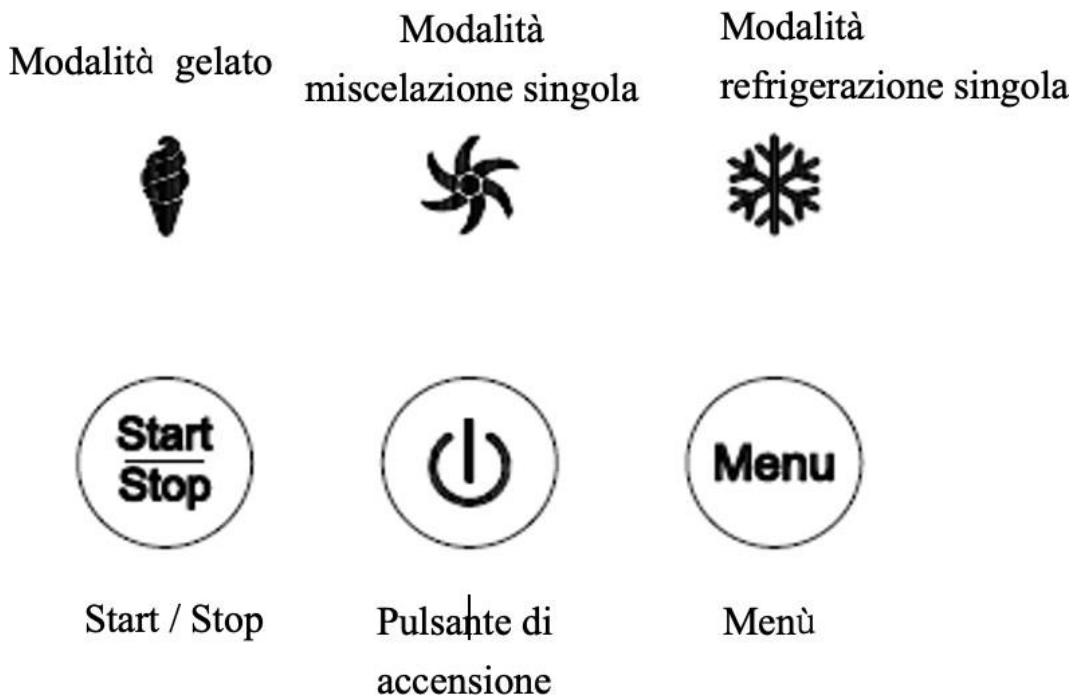 Modalità gelato
Modalità
miscelazione singola
Modalità
refrigerazione singola
Start
Stop
Menu
Start / Stop
Pulsante di
accensione
Menù